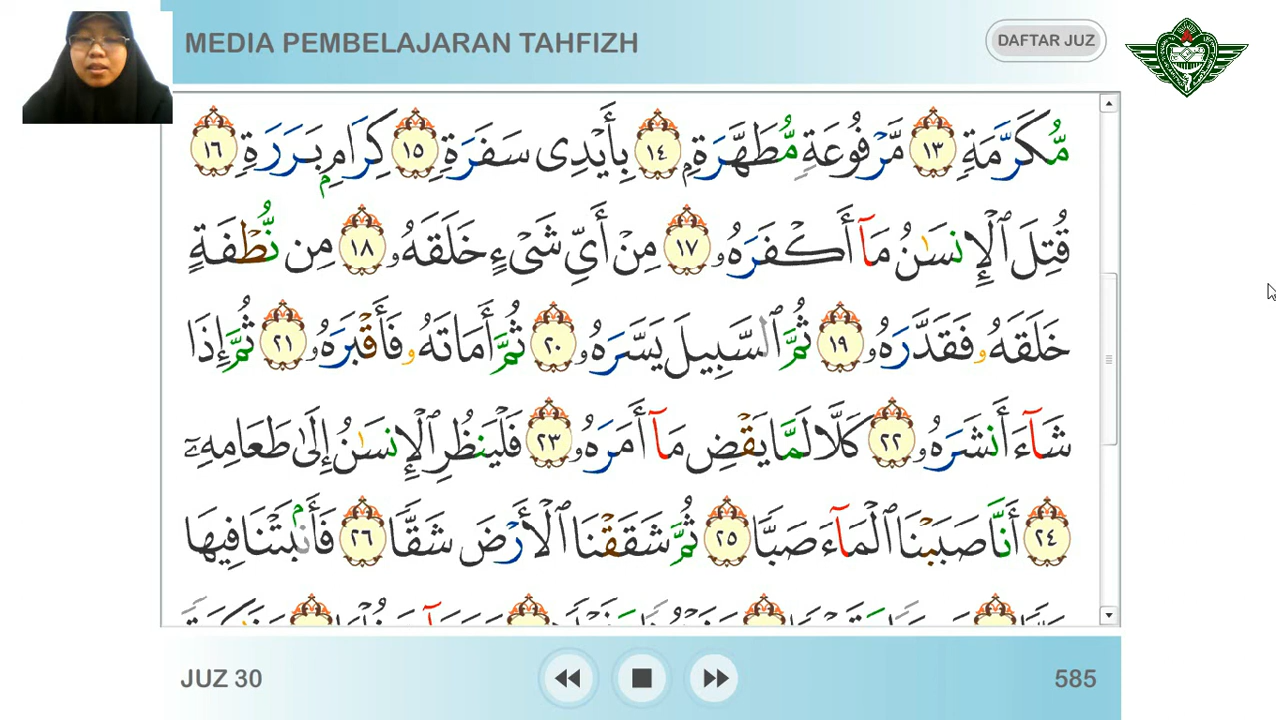 MEDIA PEMBELAJARAN TAHFIZH
DAFTAR JUZ
مُّكَرَّمَةٍ ١٣ مَّرْفُوعَةٍ مُّطَهَّرَةٍۭ ١٤ بِأَيْدِى سَفَرَةٍ ١٥ كِرَامٍۭ بَرَرَةٍ ١٦
قُتِلَ ٱلْإِنسَٰنُ مَآ أَكْفَرَهُۥ ١٧ مِنْ أَىِّ شَىْءٍ خَلَقَهُۥ ١٨ مِن نُّطْفَةٍ
خَلَقَهُۥ فَقَدَّرَهُۥ ١٩ ثُمَّ ٱلسَّبِيلَ يَسَّرَهُۥ ٢٠ ثُمَّ أَمَاتَهُۥ فَأَقْبَرَهُۥ ٢١ ثُمَّ إِذَا
شَآءَ أَنشَرَهُۥ ٢٢ كَلَّا لَمَّا يَقْضِ مَآ أَمَرَهُۥ ٢٣ فَلْيَنظُرِ ٱلْإِنسَٰنُ إِلَىٰ طَعَامِهِۦٓ
٢٤ أَنَّا صَبَبْنَا ٱلْمَآءَ صَبًّا ٢٥ ثُمَّ شَقَقْنَا ٱلْأَرْضَ شَقًّا ٢٦ فَأَنۢبَتْنَا فِيهَا
JUZ 30
585